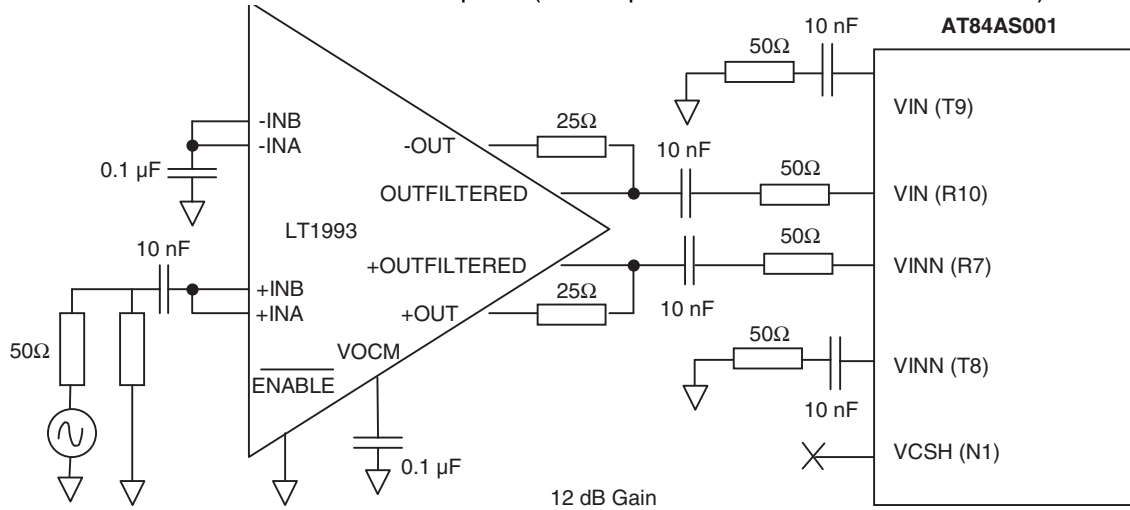 10 nF
50Ω
AT84AS001
VIN (T9)
-INB
-INA
0.1 µF
-OUT
25Ω
10 nF
50Ω
OUTFILTERED
VIN (R10)
LT1993
10 nF
+INB
+INA
+OUTFILTERED
50Ω
VINN (R7)
25Ω
+OUT
10 nF
50Ω
VOCM
ENABLE
50Ω
VINN (T8)
10 nF
0.1 µF
VCSH (N1)
12 dB Gain